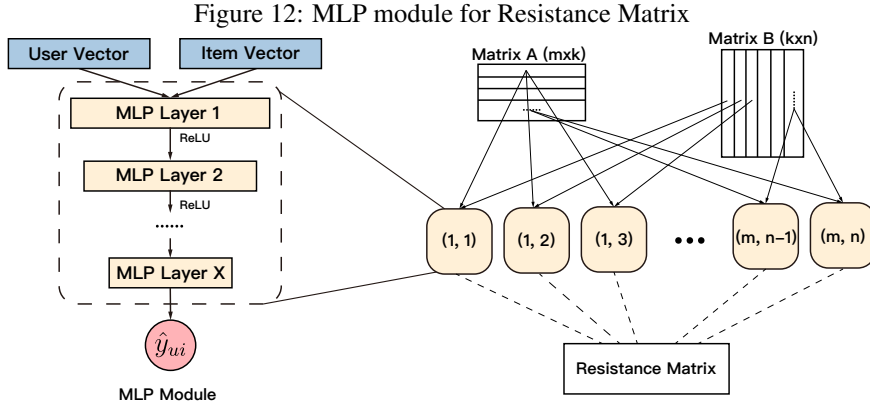 Figure 12: MLP module for Resistance Matrix
User Vector
Item Vector
MLP Layer 1
ReLU
MLP Layer 2
ReLU
......
MLP Layer X
ŷui
MLP Module
Matrix A (mxk)
......
Matrix B (kxn)
......
(1, 1)
(1, 2)
(1, 3)
...
(m, n-1)
(m, n)
Resistance Matrix